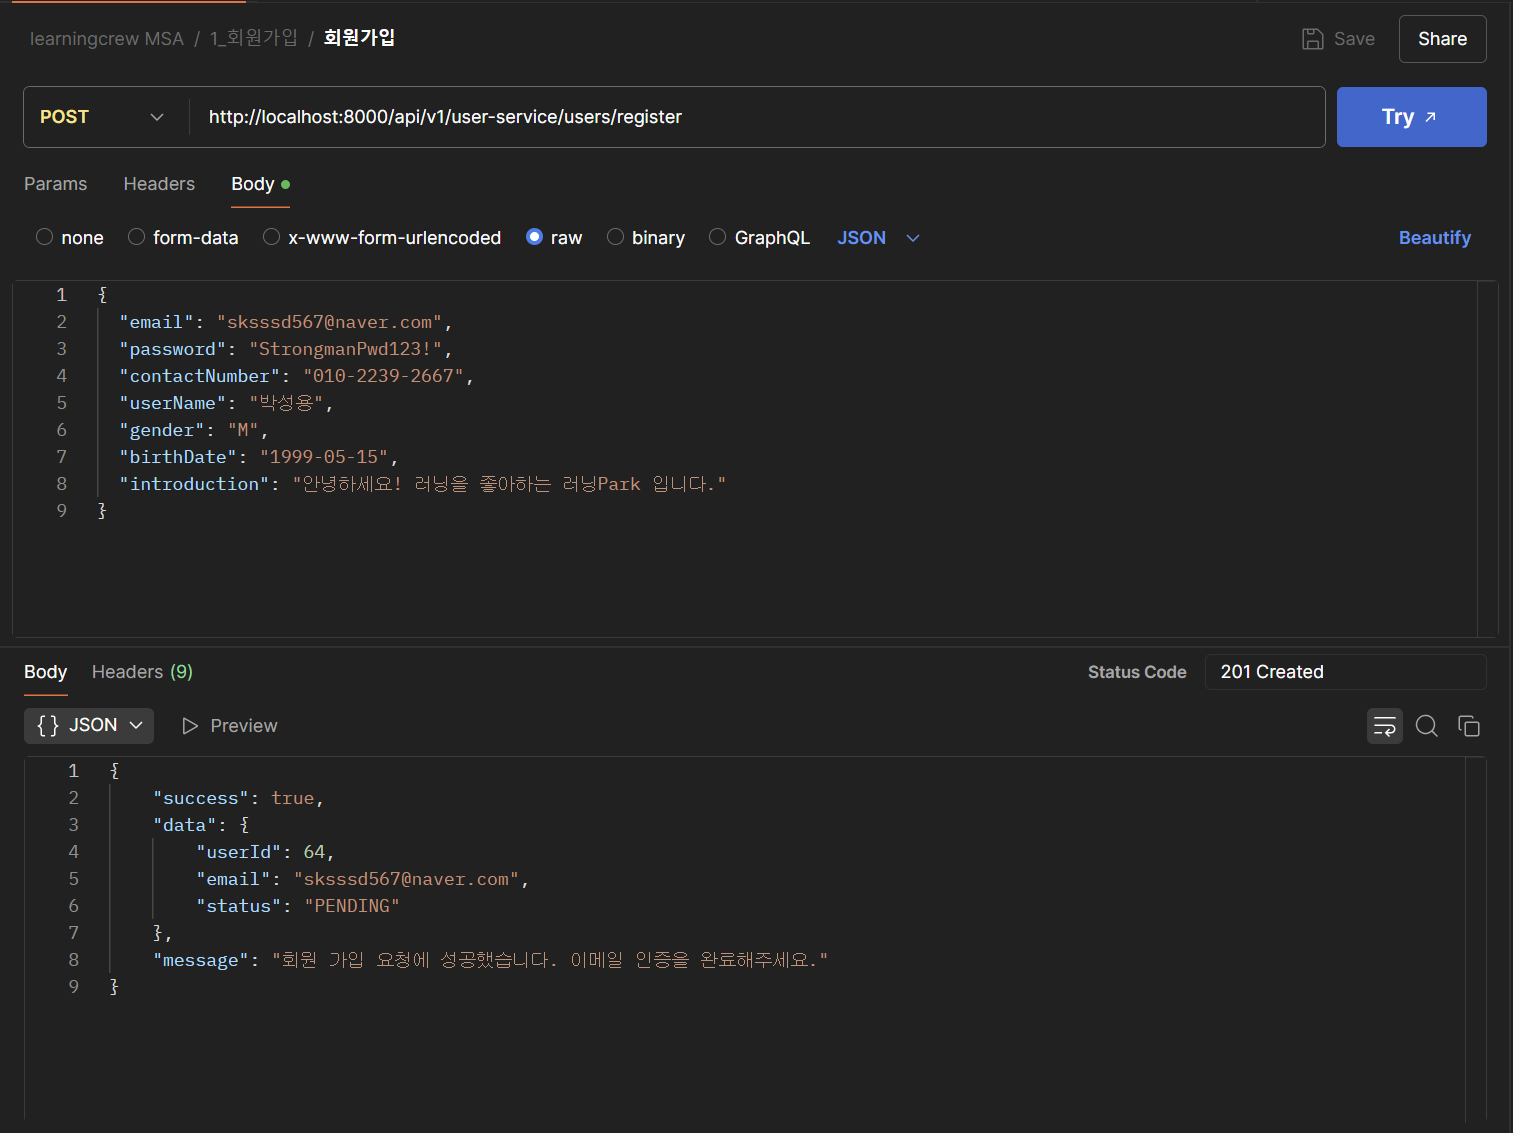 learningcrew MSA / 1_회원가입 / 회원가입
Save
Share
POST
http://localhost:8000/api/v1/user-service/users/register
Try ↗
Params
Headers
Body
none
form-data
x-www-form-urlencoded
raw
binary
GraphQL
JSON
Beautify
1 {
2 "email": "sksssd567@naver.com",
3 "password": "StrongmanPwd123!",
4 "contactNumber": "010-2239-2667",
5 "userName": "박성용",
6 "gender": "M",
7 "birthDate": "1999-05-15",
8 "introduction": "안녕하세요! 러닝을 좋아하는 러닝Park 입니다."
9 }
Body
Headers (9)
Status Code
201 Created
{} JSON
Preview
1 {
2 "success": true,
3 "data": {
4 "userId": 64,
5 "email": "sksssd567@naver.com",
6 "status": "PENDING"
7 },
8 "message": "회원 가입 요청에 성공했습니다. 이메일 인증을 완료해주세요."
9 }